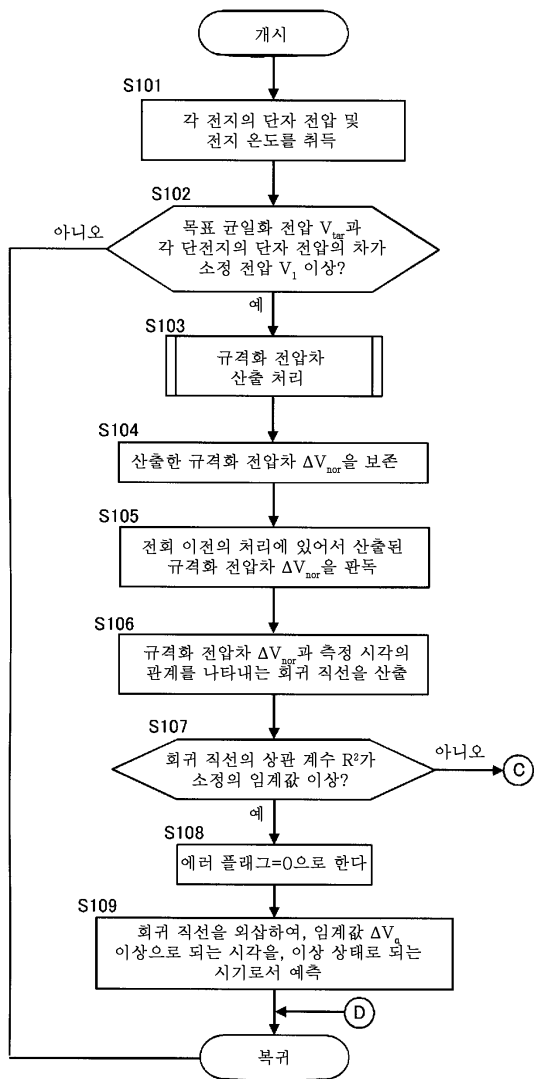 개시
S101
각 전지의 단자 전압 및
전지 온도를 취득
S102
아니오
목표 균일화 전압 Vtar과
각 단전지의 단자 전압의 차가
소정 전압 V1 이상?
예
S103
규격화 전압차
산출 처리
S104
산출한 규격화 전압차 ΔVnor을 보존
S105
전회 이전의 처리에 있어서 산출된
규격화 전압차 ΔVnor을 판독
S106
규격화 전압차 ΔVnor과 측정 시각의
관계를 나타내는 회귀 직선을 산출
S107
회귀 직선의 상관 계수 R²가
소정의 임계값 이상?
아니오
C
예
S108
에러 플래그=0으로 한다
S109
회귀 직선을 외삽하여, 임계값 ΔVa
이상으로 되는 시각을, 이상 상태로 되는
시기로서 예측
D
복귀